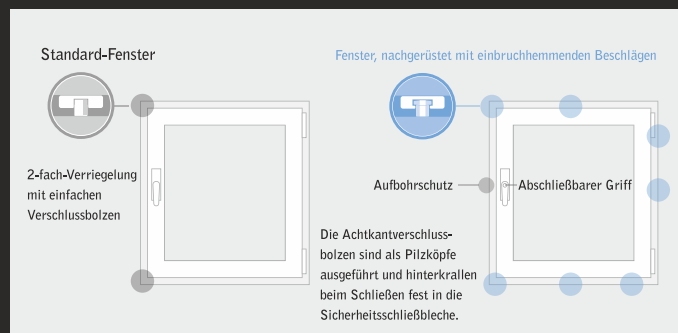 Standard-Fenster
2-fach-Verriegelung
mit einfachen
Verschlussbolzen
Fenster, nachgerüstet mit einbruchhemmenden Beschlägen
Aufbohrschutz
Abschließbarer Griff
Die Achtkantverschluss-
bolzen sind als Pilzköpfe
ausgeführt und hinterkrallen
beim Schließen fest in die
Sicherheitsschließbleche.